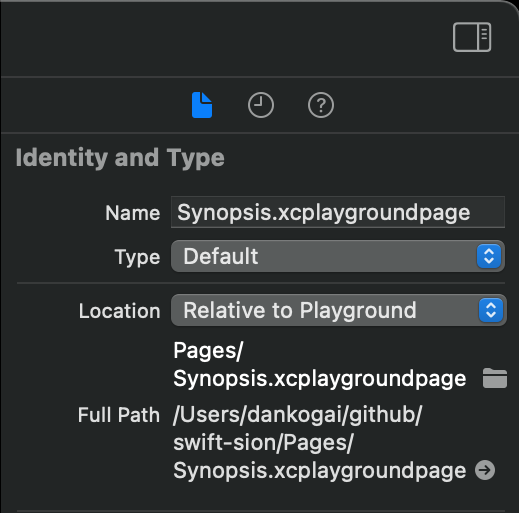 Identity and Type
Name Synopsis.xcplaygroundpage
Type Default
Location Relative to Playground
Pages/
Synopsis.xcplaygroundpage
Full Path /Users/dankogai/github/
swift-sion/Pages/
Synopsis.xcplaygroundpage